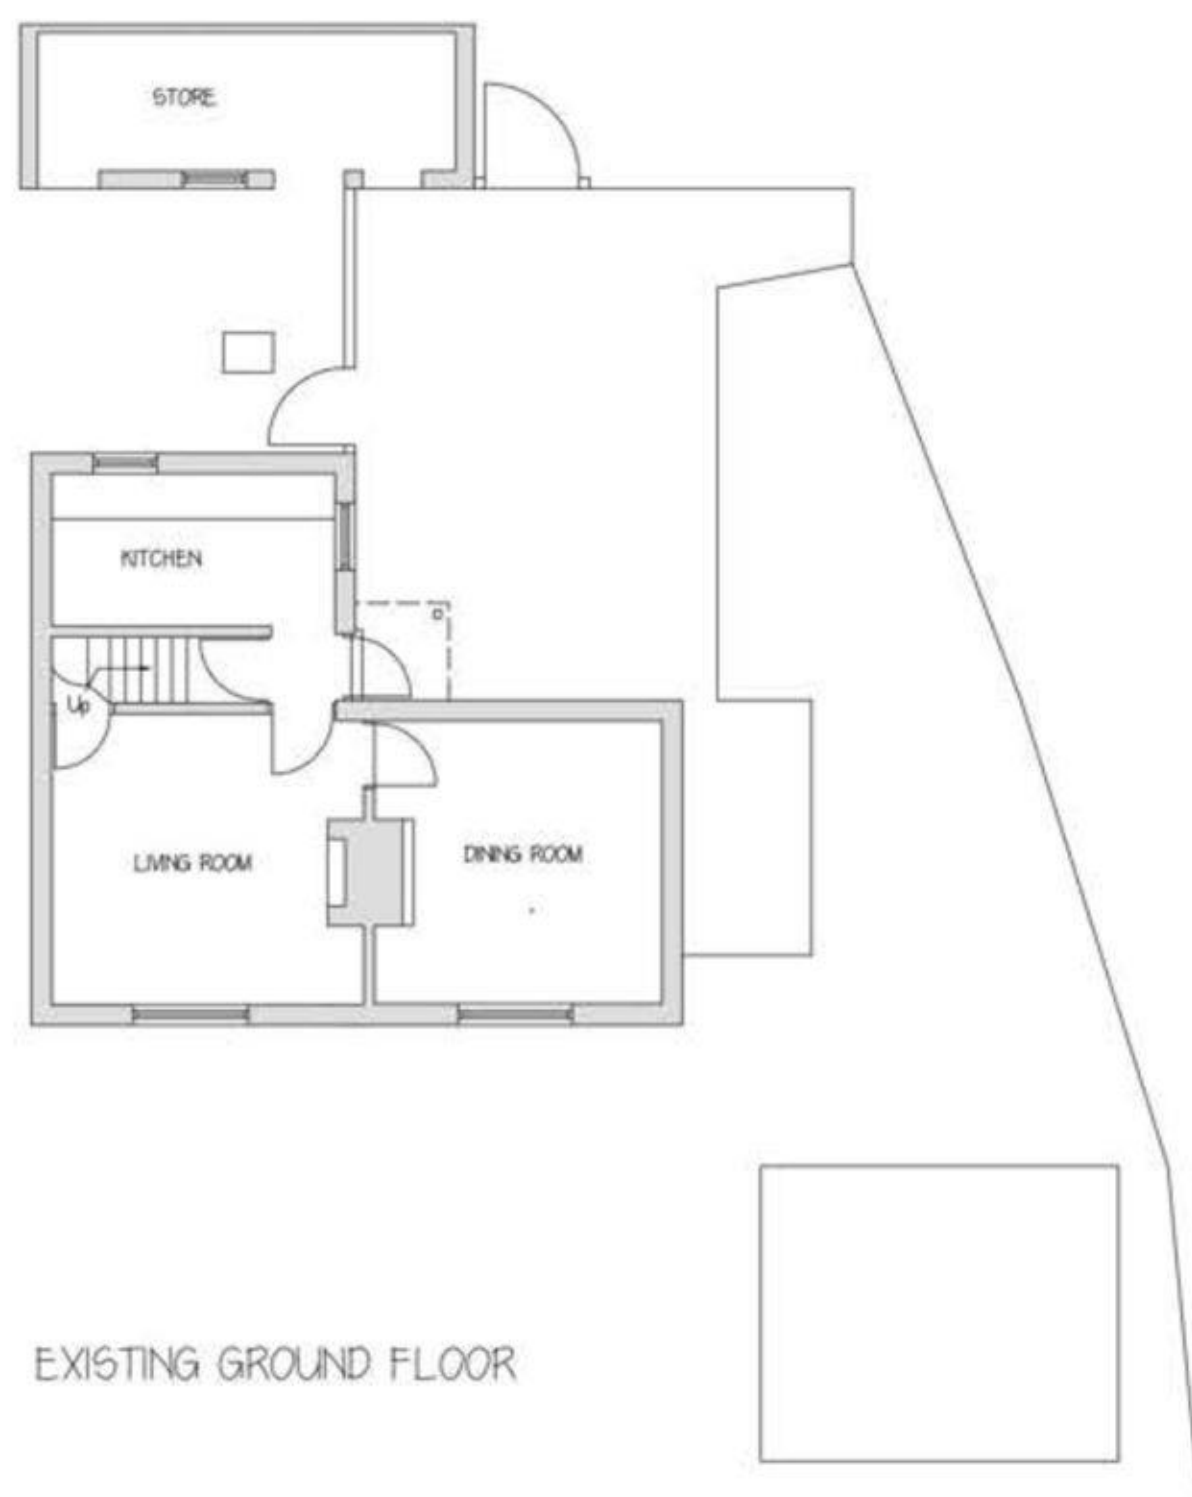 STORE
KITCHEN
Up
LIVING ROOM
DINING ROOM
EXISTING GROUND FLOOR